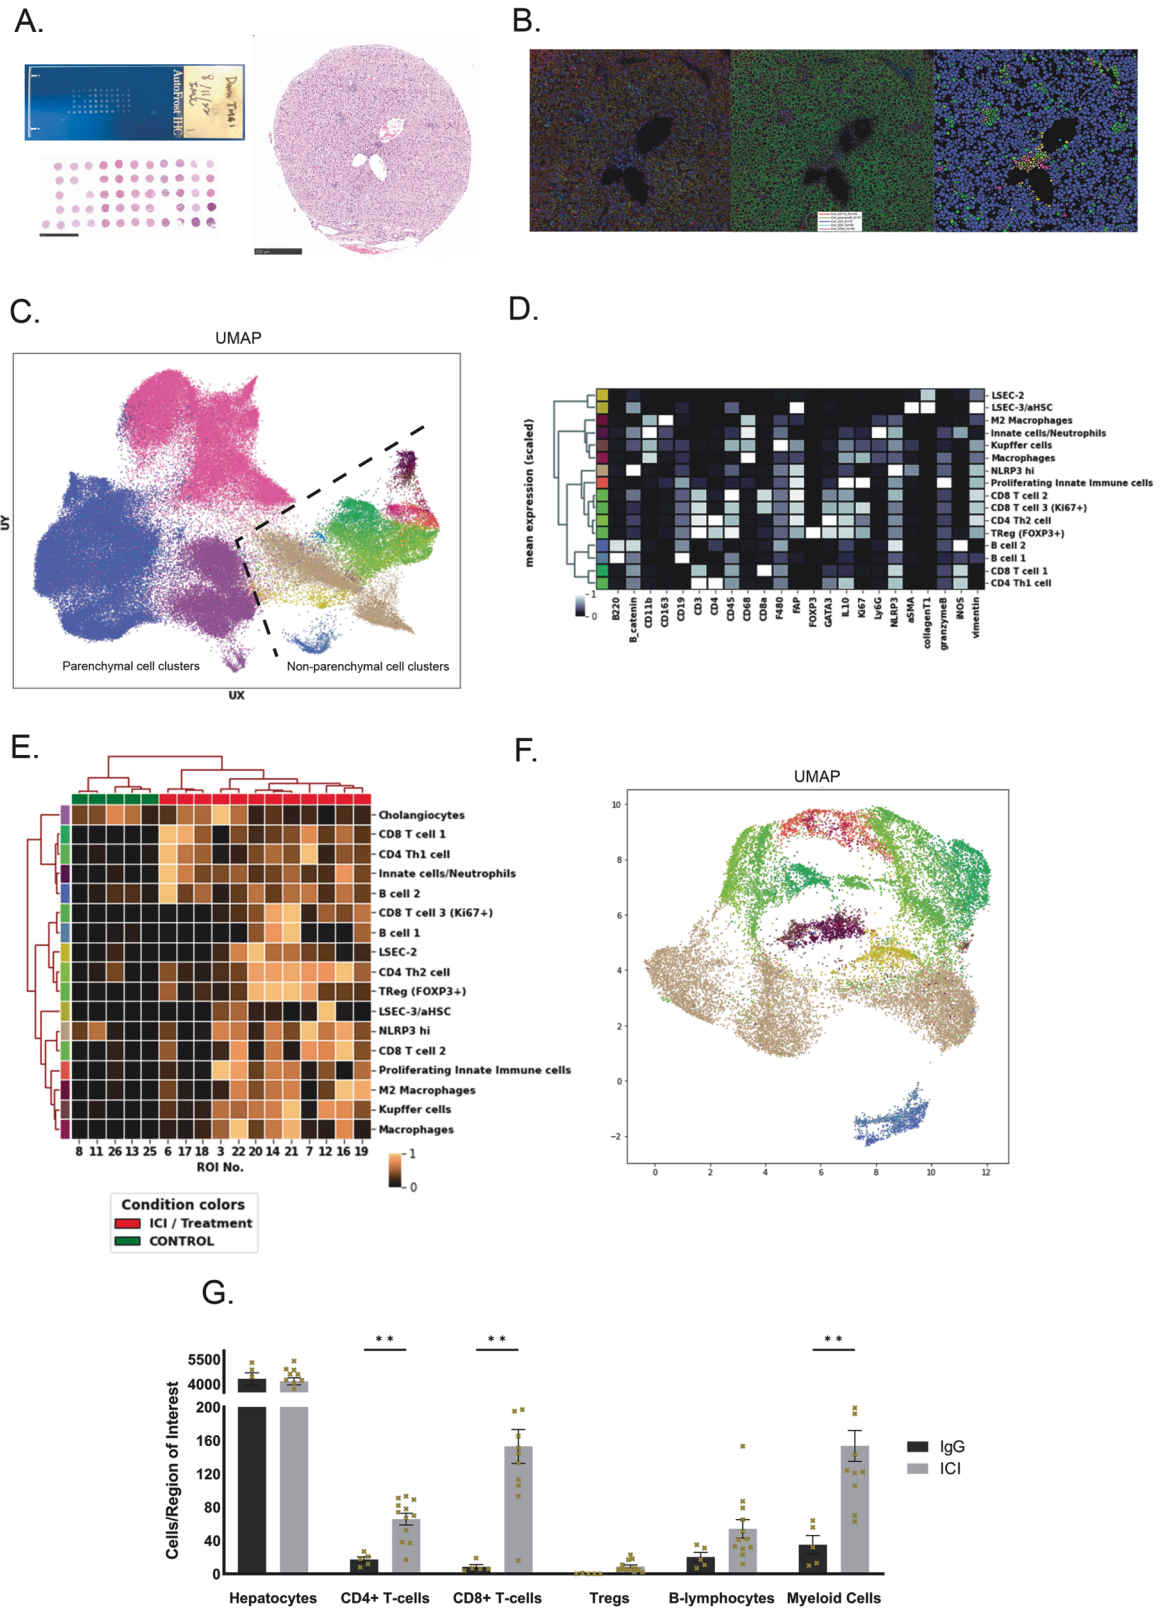 A.
AutoFrost IHC
8/11/22
B.
C.
UMAP
UY
Parenchymal cell clusters
Non-parenchymal cell clusters
UX
D.
mean expression (scaled)
LSEC-2
LSEC-3/aHSC
M2 Macrophages
Innate cells/Neutrophils
Kupffer cells
Macrophages
NLRP3 hi
Proliferating Innate Immune cells
CD8 T cell 2
CD8 T cell 3 (Ki67+)
CD4 Th2 cell
TReg (FOXP3+)
B cell 2
B cell 1
CD8 T cell 1
CD4 Th1 cell
1
0
B220
B_catenin
CD11b
CD163
CD19
CD3
CD4
CD45
CD68
CD8a
F480
FAP
FOXP3
GATA3
IL10
Ki67
Ly6G
NLRP3
aSMA
collagenT1
granzymeB
iNOS
vimentin
E.
Cholangiocytes
CD8 T cell 1
CD4 Th1 cell
Innate cells/Neutrophils
B cell 2
CD8 T cell 3 (Ki67+)
B cell 1
LSEC-2
CD4 Th2 cell
TReg (FOXP3+)
LSEC-3/aHSC
NLRP3 hi
CD8 T cell 2
Proliferating Innate Immune cells
M2 Macrophages
Kupffer cells
Macrophages
8 11 26 13 25 6 17 18 3 22 20 14 21 7 12 16 19
ROI No.
1
0
Condition colors
ICI / Treatment
CONTROL
F.
UMAP
10
8
6
4
2
0
−2
0 2 4 6 8 10 12
G.
Cells/Region of Interest
5500
4000
200
160
120
80
40
0
** ** **
IgG
ICI
Hepatocytes CD4+ T-cells CD8+ T-cells Tregs B-lymphocytes Myeloid Cells